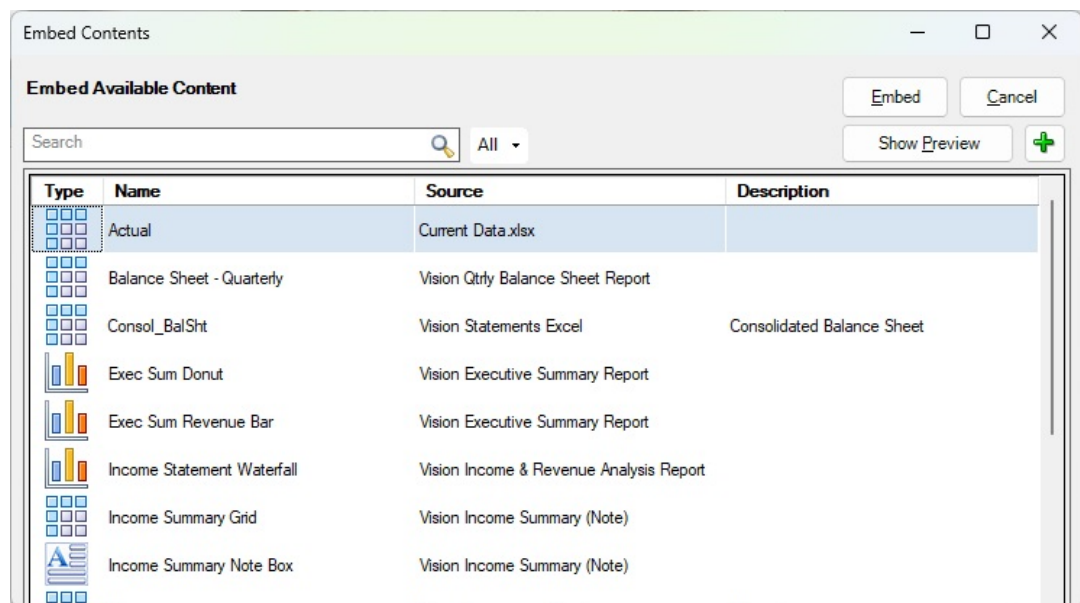 Embed Contents
Embed Available Content
Embed Cancel
Search All Show Preview
Type Name Source Description
Actual Current Data.xlsx
Balance Sheet - Quarterly Vision Qtrly Balance Sheet Report
Consol_BalSht Vision Statements Excel Consolidated Balance Sheet
Exec Sum Donut Vision Executive Summary Report
Exec Sum Revenue Bar Vision Executive Summary Report
Income Statement Waterfall Vision Income & Revenue Analysis Report
Income Summary Grid Vision Income Summary (Note)
Income Summary Note Box Vision Income Summary (Note)